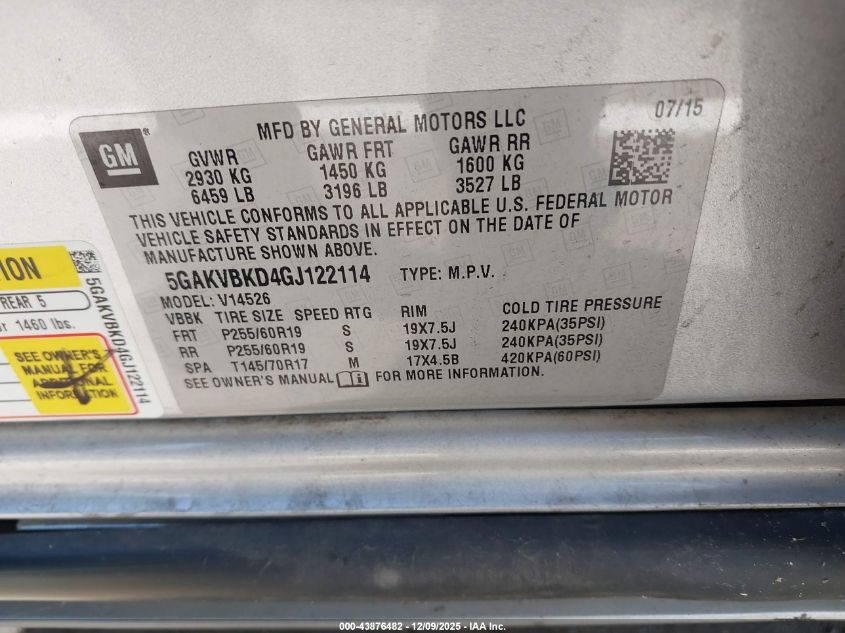 GM ®
MFD BY GENERAL MOTORS LLC
07/15
GVWR GAWR FRT GAWR RR
2930 KG 1450 KG 1600 KG
6459 LB 3196 LB 3527 LB
THIS VEHICLE CONFORMS TO ALL APPLICABLE U.S. FEDERAL MOTOR
VEHICLE SAFETY STANDARDS IN EFFECT ON THE DATE OF
MANUFACTURE SHOWN ABOVE.
5GAKVBKD4GJ122114 TYPE: M.P.V.
MODEL: V14526
VBBK TIRE SIZE SPEED RTG RIM COLD TIRE PRESSURE
FRT P255/60R19 S 19X7.5J 240KPA(35PSI)
RR P255/60R19 S 19X7.5J 240KPA(35PSI)
SPA T145/70R17 M 17X4.5B 420KPA(60PSI)
SEE OWNER'S MANUAL FOR MORE INFORMATION.
TION
REAR 5
or 1460 lbs.
SEE OWNER'S
MANUAL FOR
ADDITIONAL
INFORMATION
5GAKVBKD4GJ122114
000-43876482 - 12/09/2025 - IAA Inc.